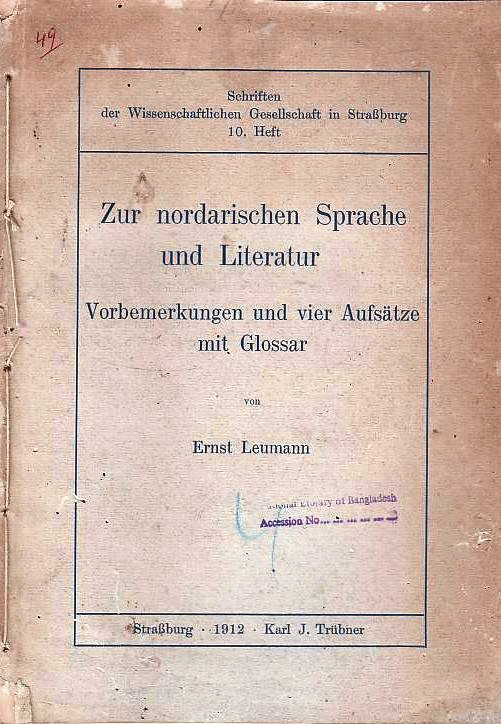 49
Schriften
der Wissenschaftlichen Gesellschaft in Straßburg
10. Heft
Zur nordarischen Sprache
und Literatur
Vorbemerkungen und vier Aufsätze
mit Glossar
von
Ernst Leumann
Library of Bangladesh
Accession No...
4
Straßburg · 1912 · Karl J. Trübner